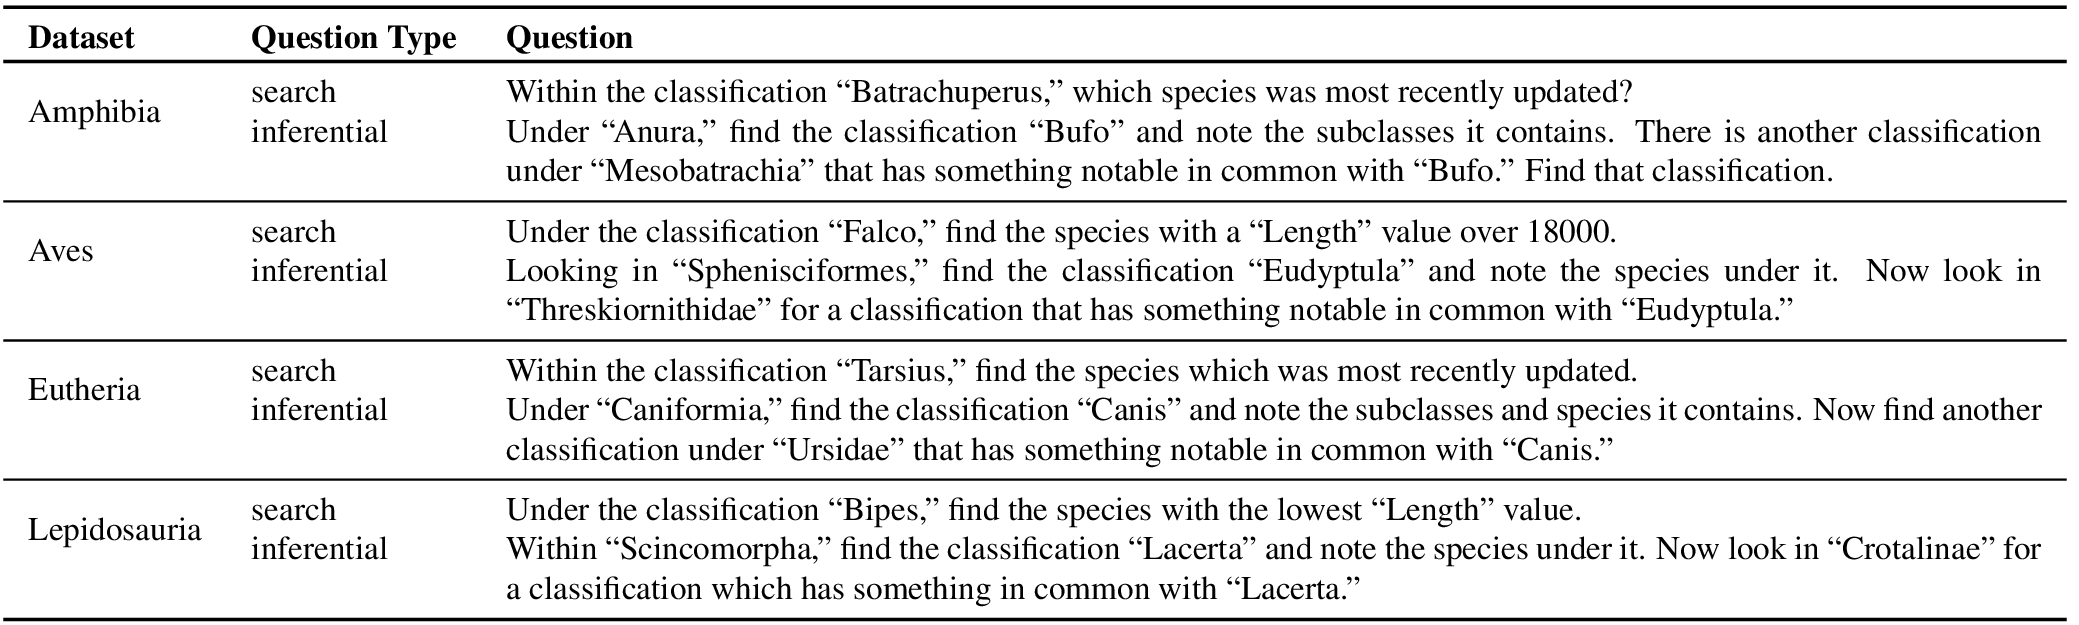 Dataset Question Type Question
Amphibia
search Within the classification “Batrachuperus,” which species was most recently updated?
inferential Under “Anura,” find the classification “Bufo” and note the subclasses it contains. There is another classification
under “Mesobatrachia” that has something notable in common with “Bufo.” Find that classification.
Aves
search Under the classification “Falco,” find the species with a “Length” value over 18000.
inferential Looking in “Sphenisciformes,” find the classification “Eudyptula” and note the species under it. Now look in
“Threskiornithidae” for a classification that has something notable in common with “Eudyptula.”
Eutheria
search Within the classification “Tarsius,” find the species which was most recently updated.
inferential Under “Caniformia,” find the classification “Canis” and note the subclasses and species it contains. Now find another
classification under “Ursidae” that has something notable in common with “Canis.”
Lepidosauria
search Under the classification “Bipes,” find the species with the lowest “Length” value.
inferential Within “Scincomorpha,” find the classification “Lacerta” and note the species under it. Now look in “Crotalinae” for
a classification which has something in common with “Lacerta.”